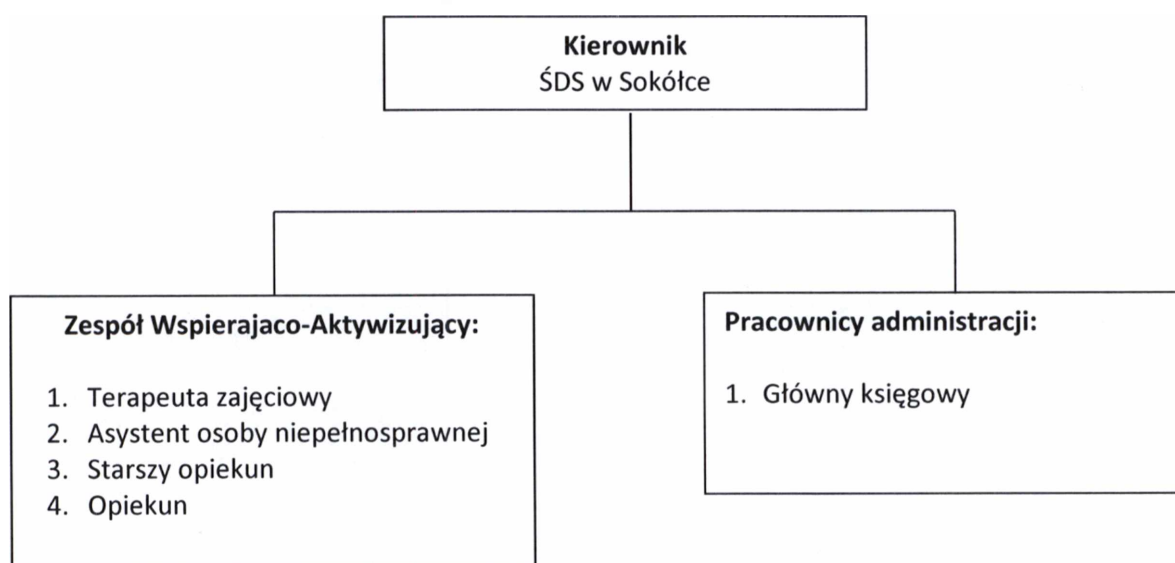 Kierownik
ŚDS w Sokółce
Zespół Wspierajaco-Aktywizujący:
1. Terapeuta zajęciowy
2. Asystent osoby niepełnosprawnej
3. Starszy opiekun
4. Opiekun
Pracownicy administracji:
1. Główny księgowy